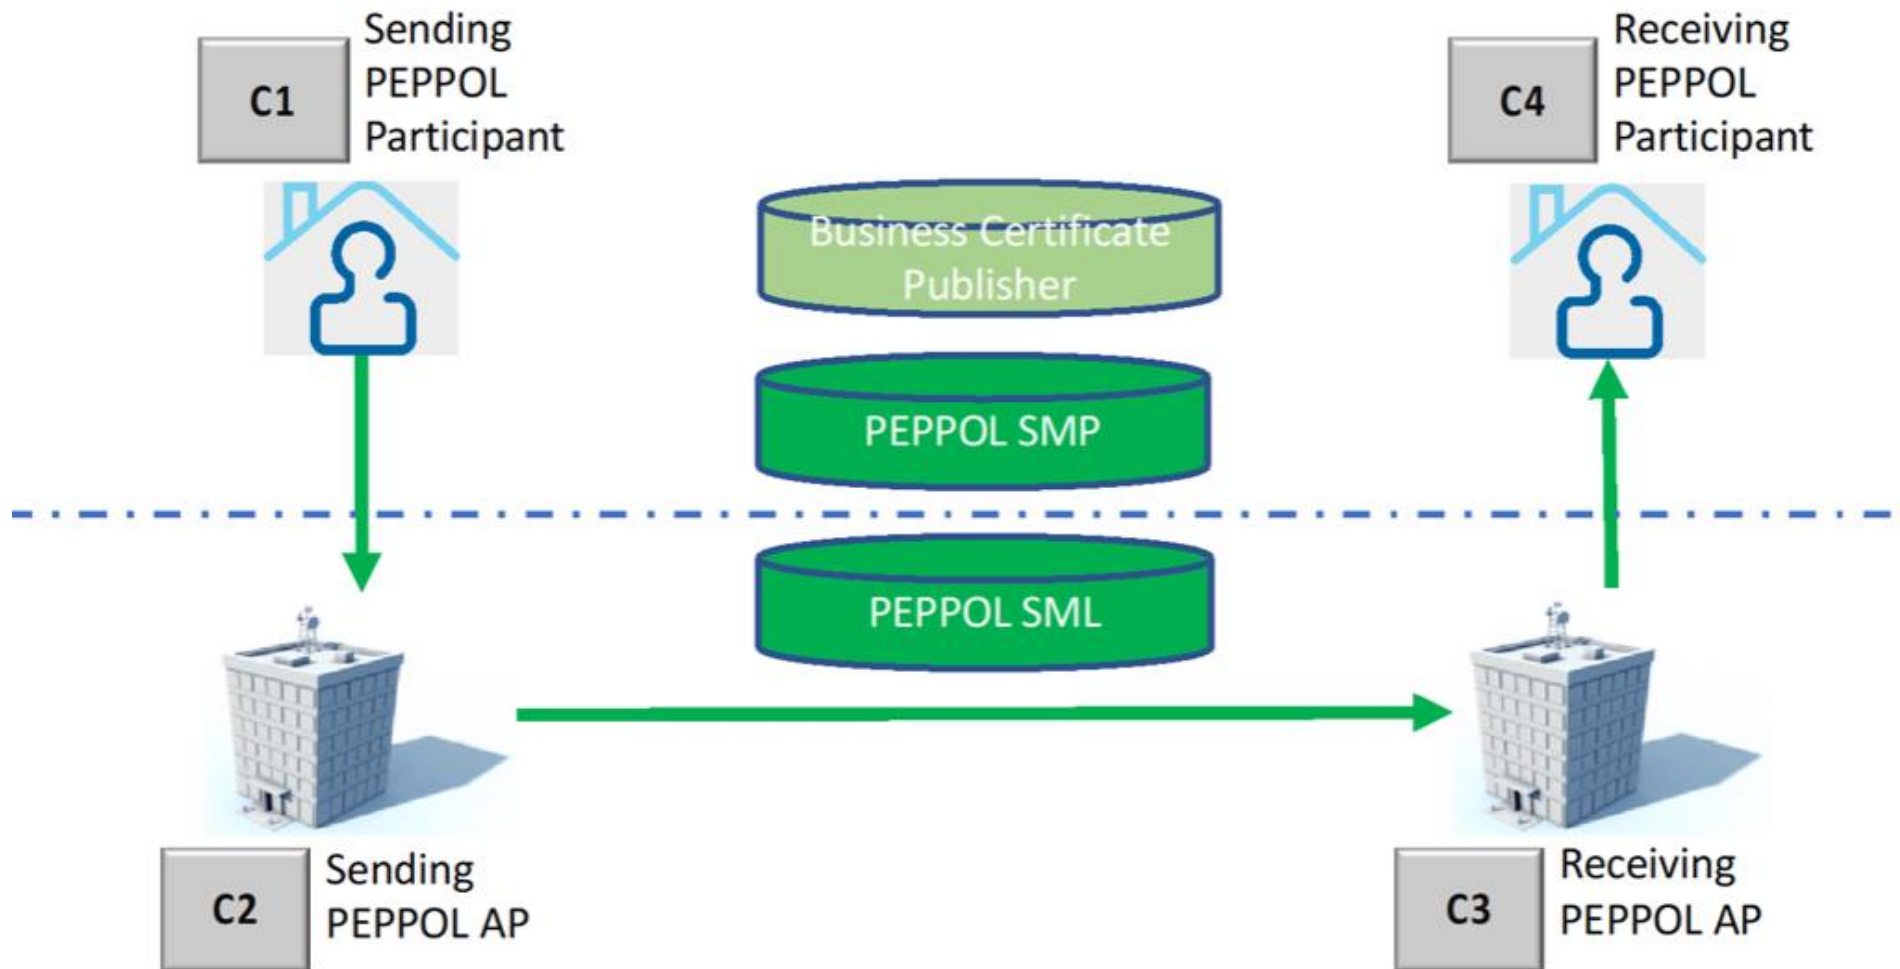 C1
Sending
PEPPOL
Participant
C4
Receiving
PEPPOL
Participant
Business Certificate
Publisher
PEPPOL SMP
PEPPOL SML
C2
Sending
PEPPOL AP
C3
Receiving
PEPPOL AP